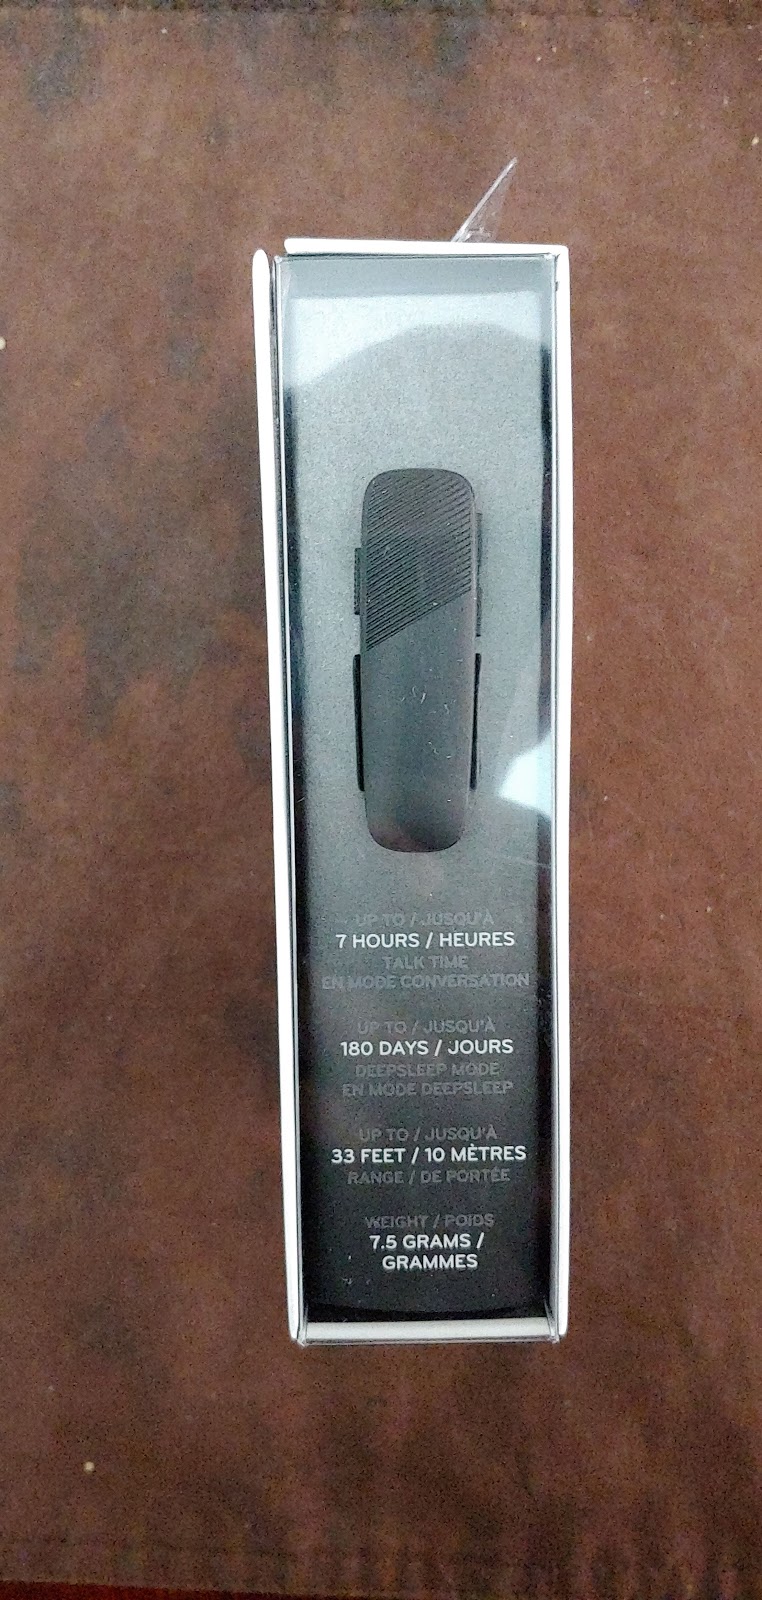 UP TO / JUSQU'À
7 HOURS / HEURES
TALK TIME
EN MODE CONVERSATION
UP TO / JUSQU'À
180 DAYS / JOURS
DEEPSLEEP MODE
EN MODE DEEPSLEEP
UP TO / JUSQU'À
33 FEET / 10 MÈTRES
RANGE / DE PORTÉE
WEIGHT / POIDS
7.5 GRAMS /
GRAMMES